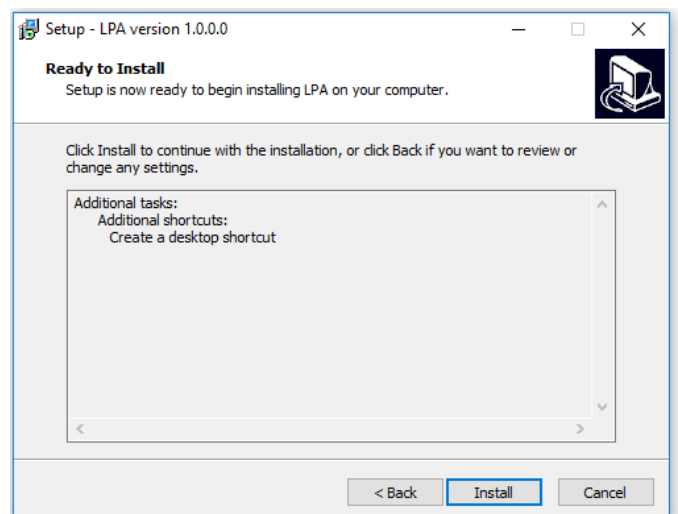 Setup - LPA version 1.0.0.0
Ready to Install
Setup is now ready to begin installing LPA on your computer.
Click Install to continue with the installation, or click Back if you want to review or
change any settings.
Additional tasks:
Additional shortcuts:
Create a desktop shortcut
< Back
Install
Cancel